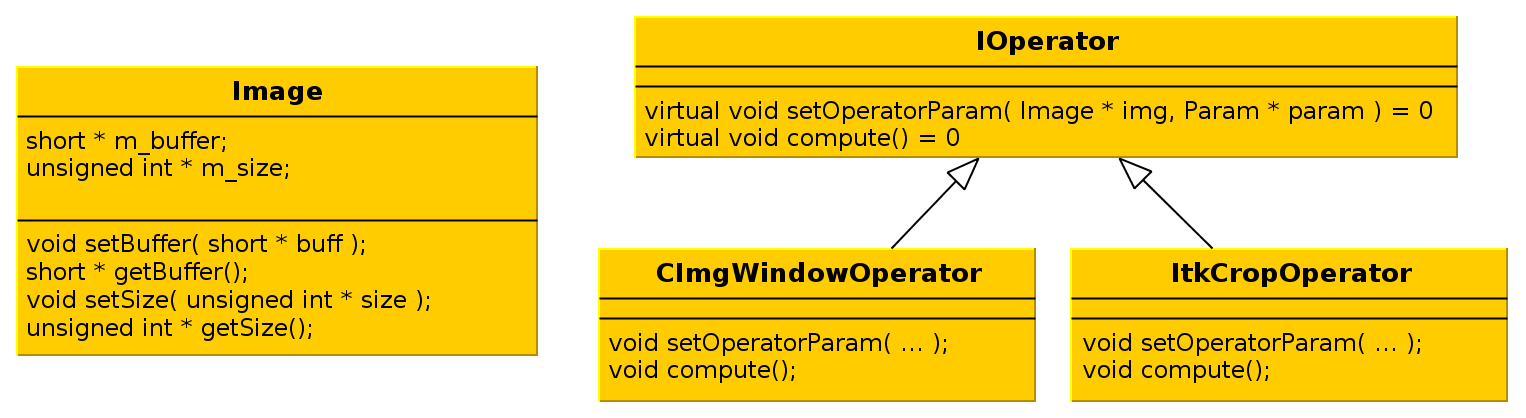 Image
short * m_buffer;
unsigned int * m_size;
void setBuffer( short * buff );
short * getBuffer();
void setSize( unsigned int * size );
unsigned int * getSize();
IOperator
virtual void setOperatorParam( Image * img, Param * param ) = 0
virtual void compute() = 0
CImgWindowOperator
void setOperatorParam( ... );
void compute();
ItkCropOperator
void setOperatorParam( ... );
void compute();